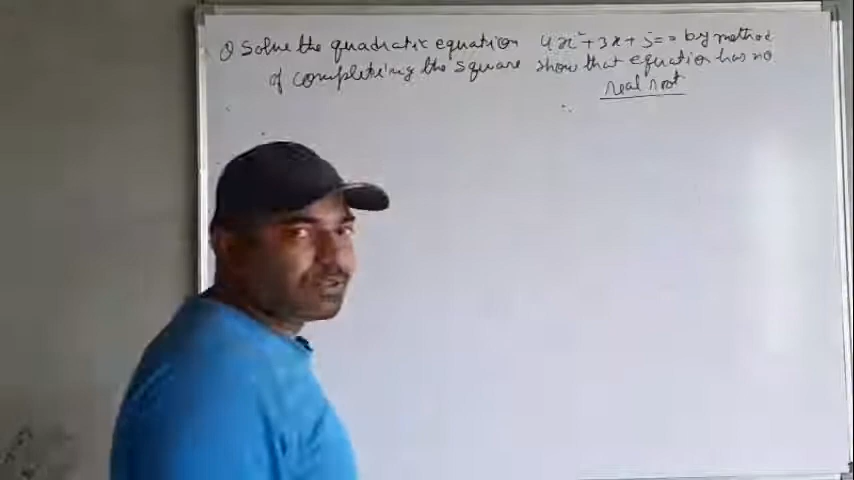 Q Solve the quadratic equation 4x²+3x+5=0 by method
of completing the square show that equation has no
real root